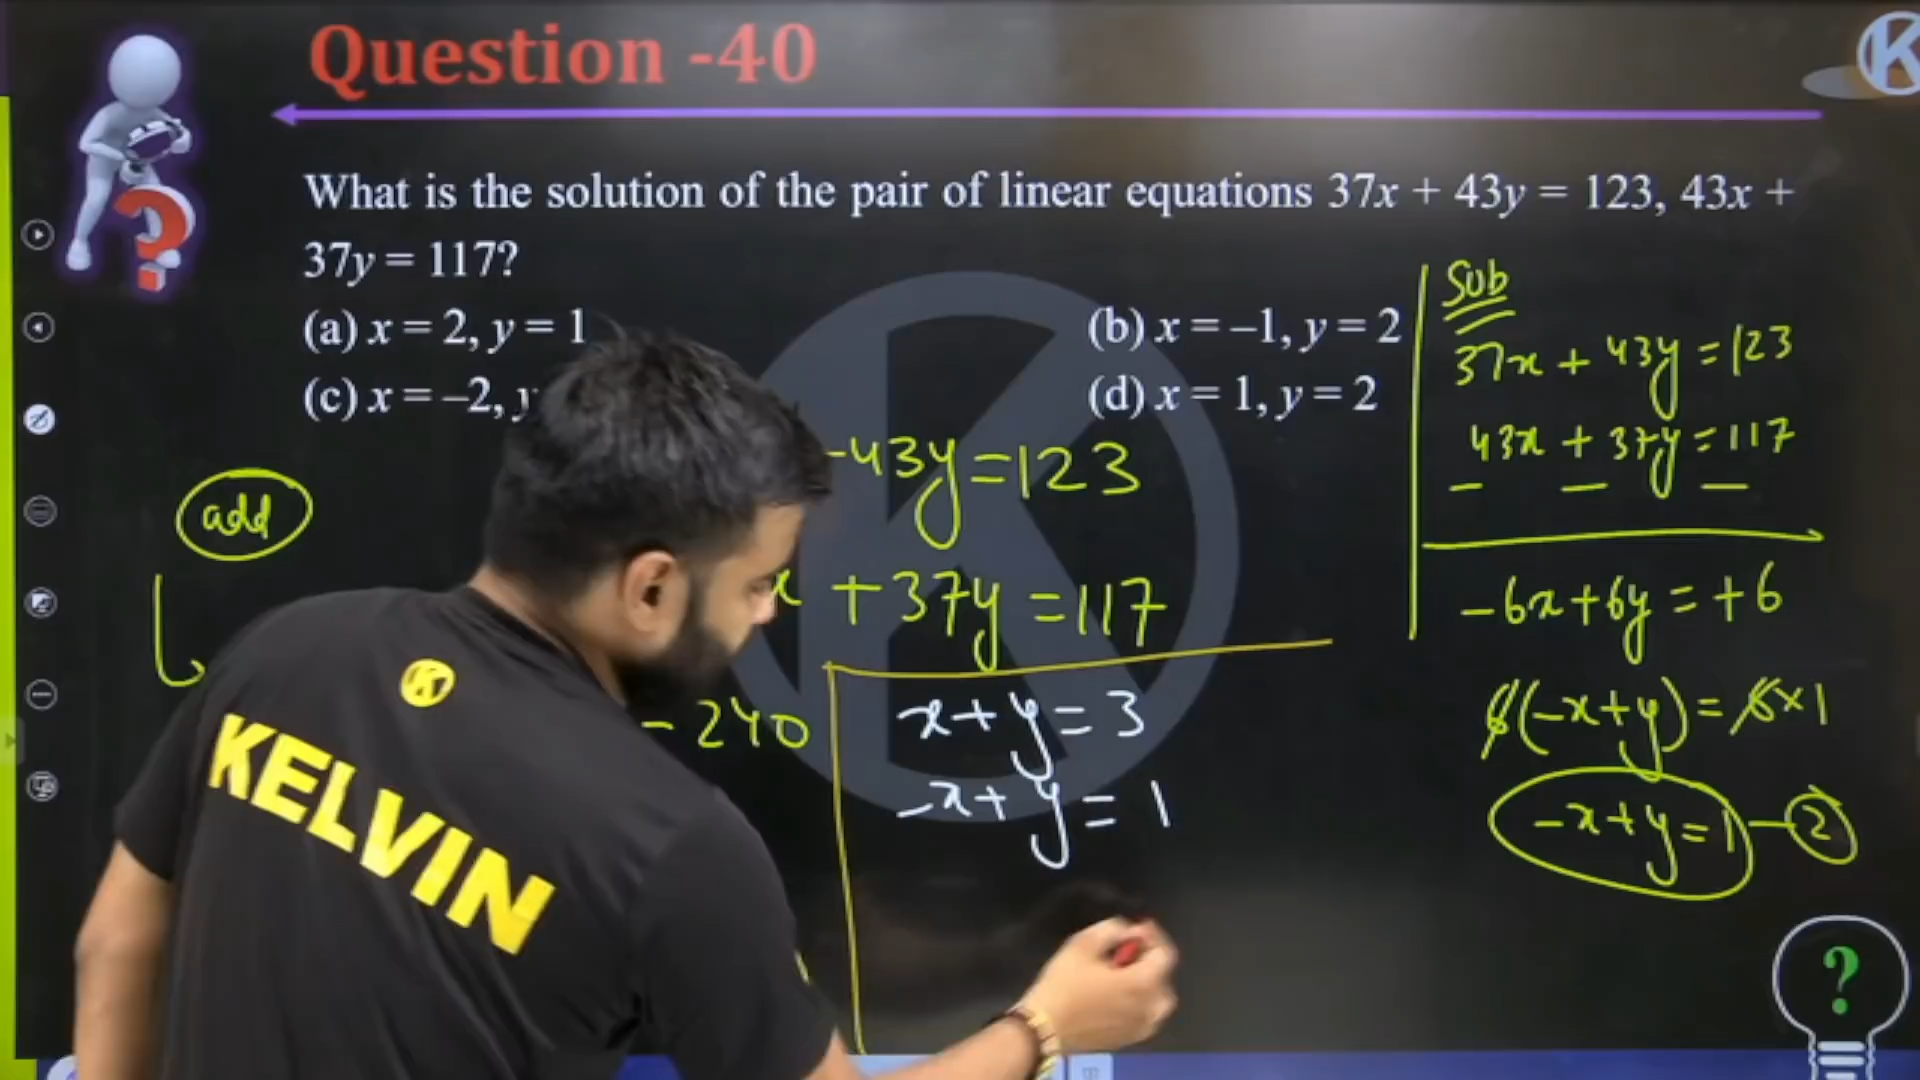 Question -40
What is the solution of the pair of linear equations 37x + 43y = 123, 43x +
37y = 117?
(a) x = 2, y = 1
(b) x = –1, y = 2
(c) x = –2, y
(d) x = 1, y = 2
add
43y = 123
x + 37y = 117
- 240
x + y = 3
-x + y = 1
Sub
37x + 43y = 123
43x + 37y = 117
- - -
-6x + 6y = +6
6(-x+y) = 6×1
-x + y = 1 - 2
KELVIN
K
K
?